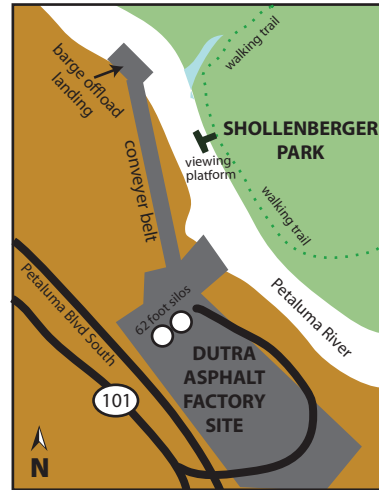 walking trail
barge offload
landing
SHOLLENBERGER
PARK
viewing
platform
conveyer belt
walking trail
Petaluma Blvd South
62 foot silos
Petaluma River
DUTRA
ASPHALT
FACTORY
SITE
101
N